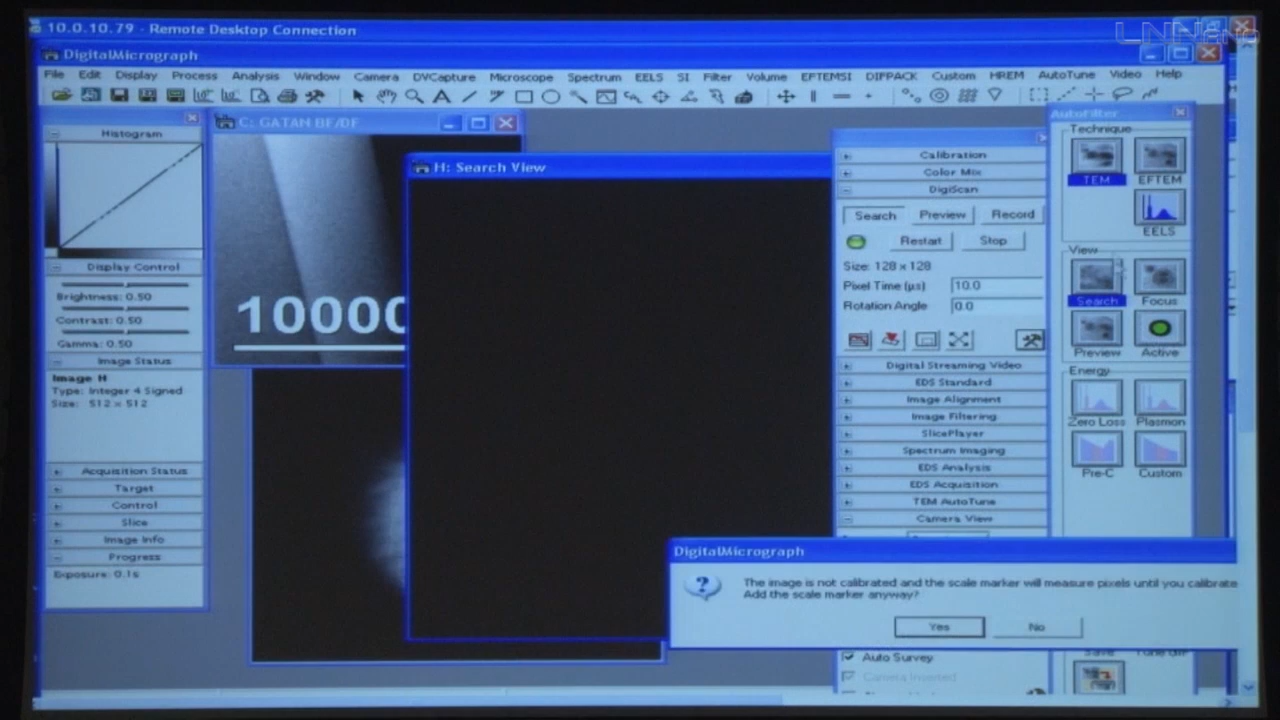 10.0.10.79 - Remote Desktop Connection
LNNano
DigitalMicrograph
File Edit Display Process Analysis Window Camera DVCapture Microscope Spectrum EELS SI Filter Volume EFTEMSI DIFPACK Custom HREM AutoTune Video Help
Histogram
C: GATAN BF/DF
H: Search View
10000
Display Control
Brightness: 0.50
Contrast: 0.50
Gamma: 0.50
Image Status
Image H
Type: Integer 4 Signed
Size: 512 x 512
Acquisition Status
Target
Control
Slice
Image Info
Progress
Exposure: 0.1s
Calibration
Color Mix
DigiScan
Search Preview Record
Restart Stop
Size: 128 x 128
Pixel Time (µs) 10.0
Rotation Angle 0.0
Digital Streaming Video
EDS Standard
Image Alignment
Image Filtering
SlicePlayer
Spectrum Imaging
EDS Analysis
EDS Acquisition
TEM AutoTune
Camera View
AutoFilter
Technique
TEM EFTEM
EELS
View
Search Focus
Preview Active
Energy
Zero Loss Plasmon
Pre-C Custom
DigitalMicrograph
The image is not calibrated and the scale marker will measure pixels until you calibrate
Add the scale marker anyway?
Yes No
Auto Survey
Camera Inserted